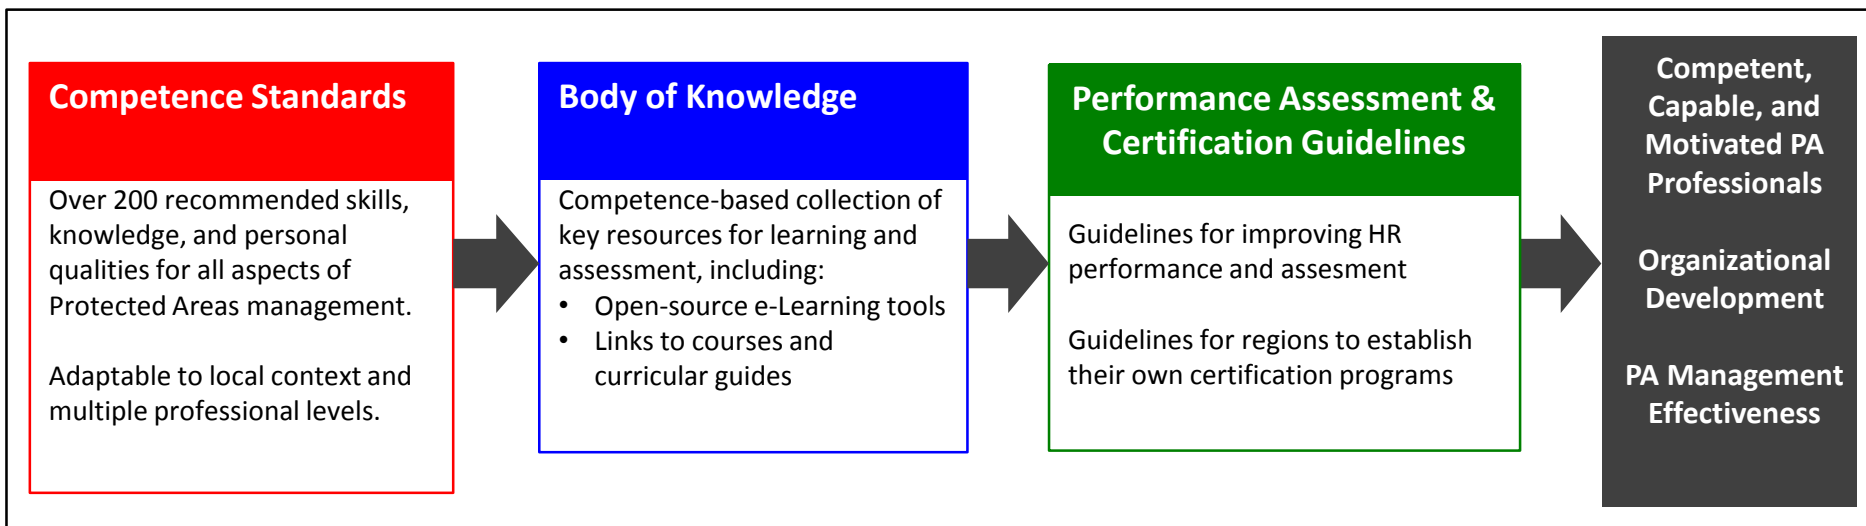 Competence Standards
Over 200 recommended skills,
knowledge, and personal
qualities for all aspects of
Protected Areas management.
Adaptable to local context and
multiple professional levels.
Body of Knowledge
Competence-based collection of
key resources for learning and
assessment, including:
• Open-source e-Learning tools
• Links to courses and
curricular guides
Performance Assessment &
Certification Guidelines
Guidelines for improving HR
performance and assesment
Guidelines for regions to establish
their own certification programs
Competent,
Capable, and
Motivated PA
Professionals
Organizational
Development
PA Management
Effectiveness